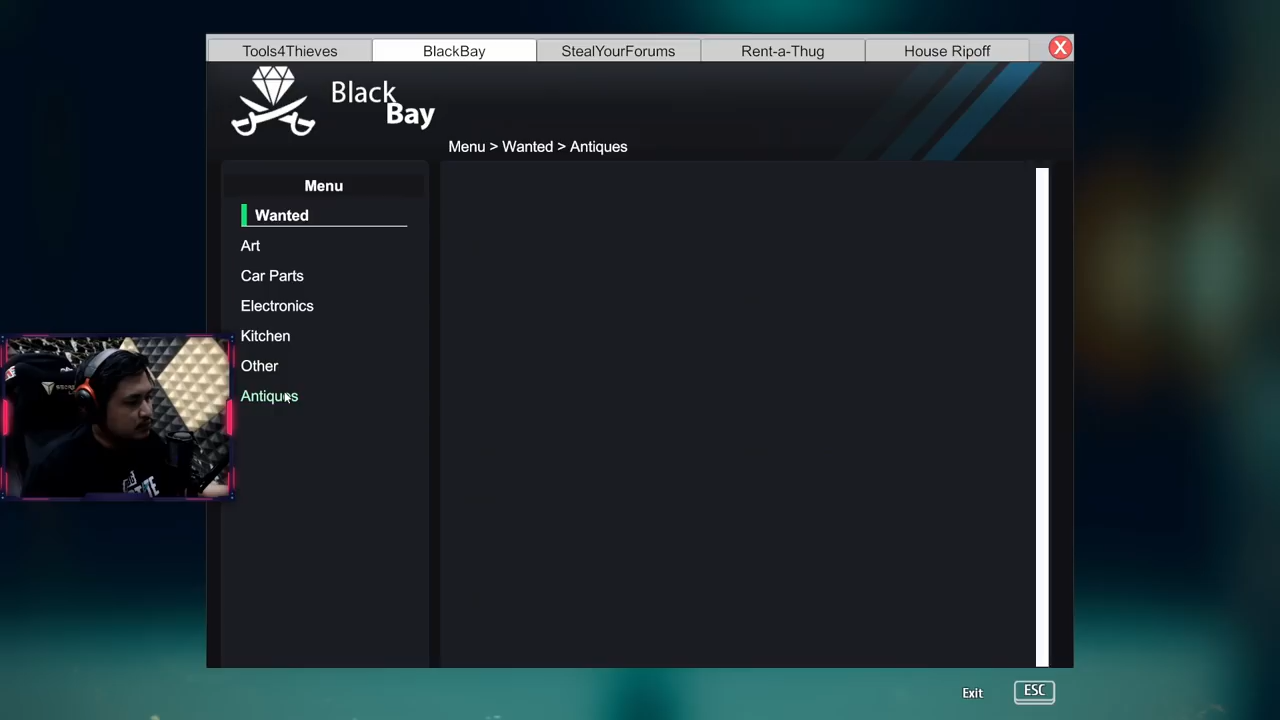 Tools4Thieves
BlackBay
StealYourForums
Rent-a-Thug
House Ripoff
X
Black
Bay
Menu > Wanted > Antiques
Menu
Wanted
Art
Car Parts
Electronics
Kitchen
Other
Antiques
Exit
ESC